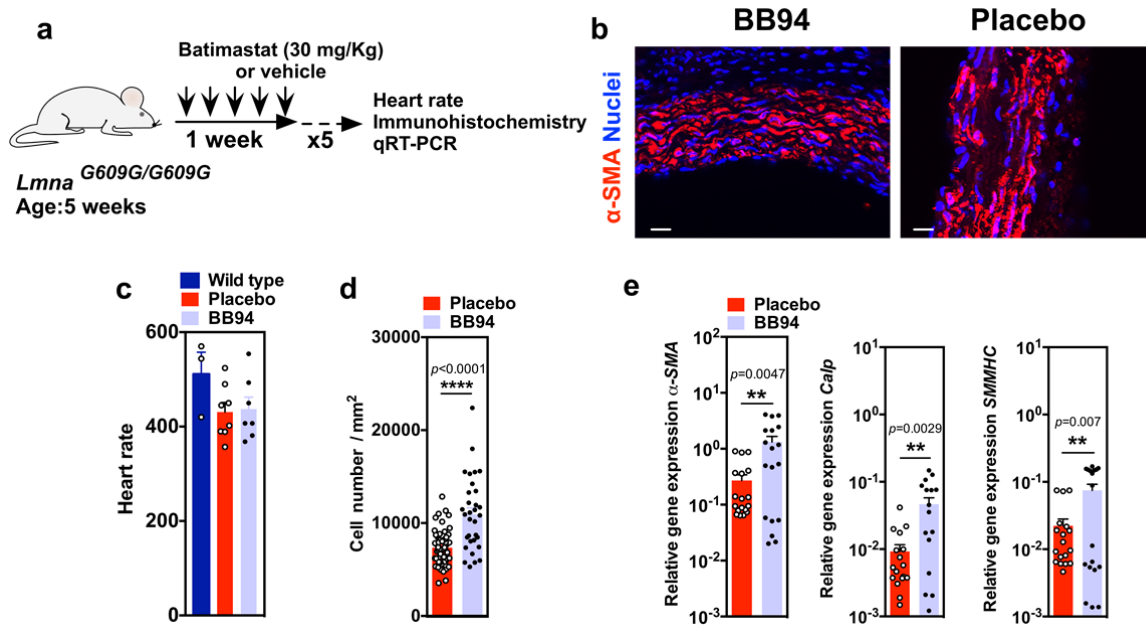 a
Batimastat (30 mg/Kg)
or vehicle
1 week
x5
Heart rate
Immunohistochemistry
qRT-PCR
Lmna G609G/G609G
Age:5 weeks
b
BB94
Placebo
α-SMA Nuclei
c
Wild type
Placebo
BB94
Heart rate
600
400
200
0
d
Placebo
BB94
Cell number / mm²
30000
20000
10000
0
p<0.0001
****
e
Placebo
BB94
Relative gene expression α-SMA
10²
10¹
10⁰
10⁻¹
10⁻²
10⁻³
p=0.0047
**
Relative gene expression Calp
10¹
10⁰
10⁻¹
10⁻²
10⁻³
p=0.0029
**
Relative gene expression SMMHC
10¹
10⁰
10⁻¹
10⁻²
10⁻³
p=0.007
**